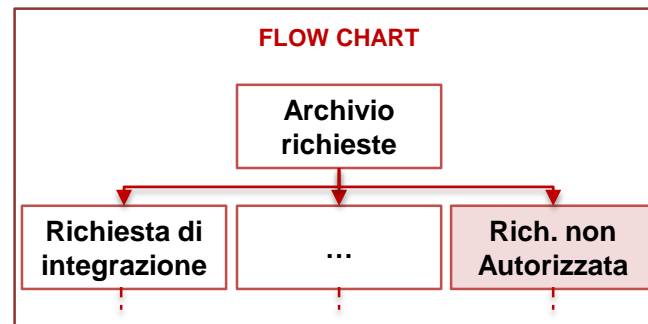 FLOW CHART
Archivio
richieste
Richiesta di
integrazione
...
Rich. non
Autorizzata